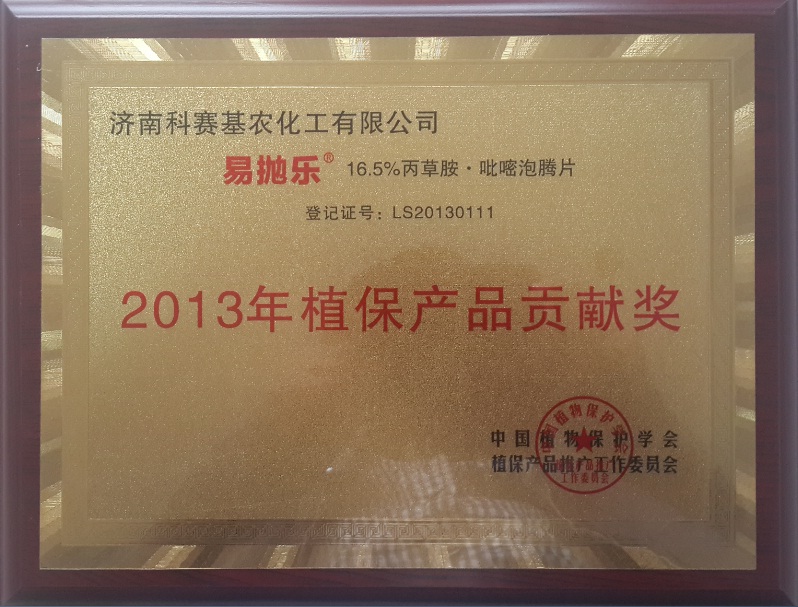 济南科赛基农化工有限公司
易抛乐® 16.5%丙草胺·吡嘧泡腾片
登记证号：LS20130111
2013年植保产品贡献奖
中国植物保护学会
植保产品推广工作委员会